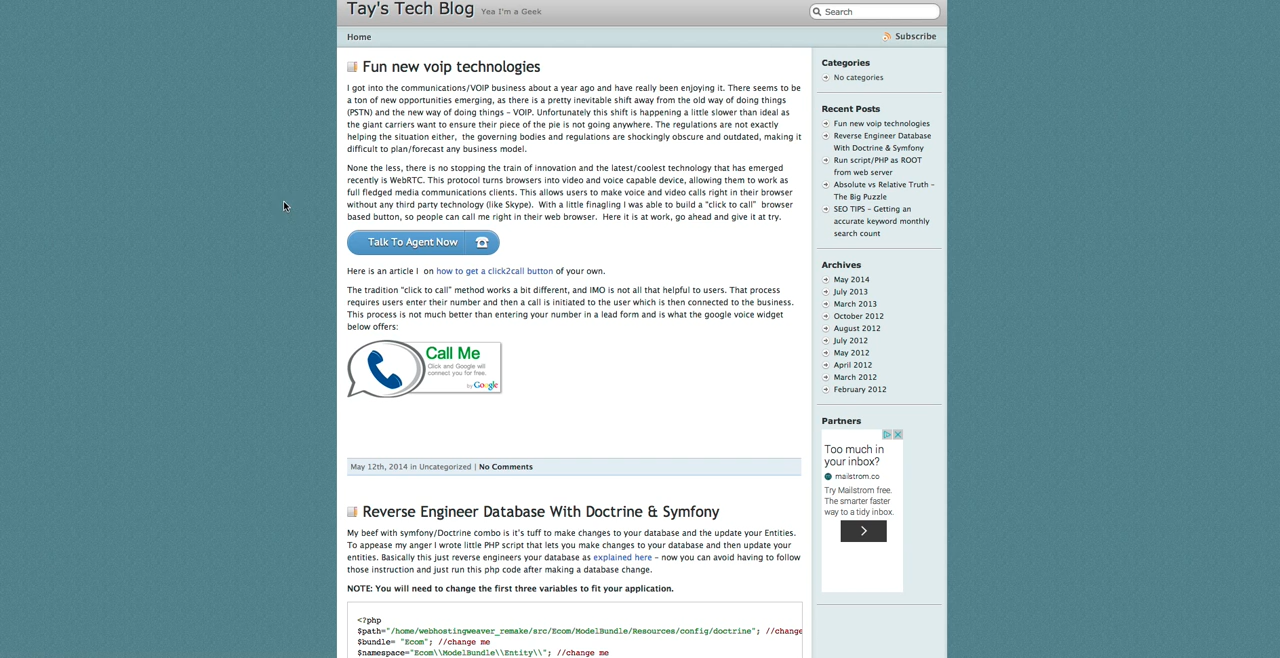 Tay's Tech Blog Yea I'm a Geek
Search
Home
Subscribe
Fun new voip technologies
I got into the communications/VOIP business about a year ago and have really been enjoying it. There seems to be
a ton of new opportunities emerging, as there is a pretty inevitable shift away from the old way of doing things
(PSTN) and the new way of doing things – VOIP. Unfortunately this shift is happening a little slower than ideal as
the giant carriers want to ensure their piece of the pie is not going anywhere. The regulations are not exactly
helping the situation either,  the governing bodies and regulations are shockingly obscure and outdated, making it
difficult to plan/forecast any business model.
None the less, there is no stopping the train of innovation and the latest/coolest technology that has emerged
recently is WebRTC. This protocol turns browsers into video and voice capable device, allowing them to work as
full fledged media communications clients. This allows users to make voice and video calls right in their browser
without any third party technology (like Skype).  With a little finagling I was able to build a "click to call"  browser
based button, so people can call me right in their web browser.  Here it is at work, go ahead and give it at try.
Talk To Agent Now
Here is an article I  on how to get a click2call button of your own.
The tradition "click to call" method works a bit different, and IMO is not all that helpful to users. That process
requires users enter their number and then a call is initiated to the user which is then connected to the business.
This process is not much better than entering your number in a lead form and is what the google voice widget
below offers:
Call Me
Click and Google will
connect you for free.
by Google
May 12th, 2014 in Uncategorized | No Comments
Reverse Engineer Database With Doctrine & Symfony
My beef with symfony/Doctrine combo is it's tuff to make changes to your database and the update your Entities.
To appease my anger I wrote little PHP script that lets you make changes to your database and then update your
entities. Basically this just reverse engineers your database as explained here – now you can avoid having to follow
those instruction and just run this php code after making a database change.
NOTE: You will need to change the first three variables to fit your application.
<?php
$path="/home/webhostingweaver_remake/src/Ecom/ModelBundle/Resources/config/doctrine"; //change
$bundle= "Ecom"; //change me
$namespace="Ecom\\ModelBundle\\Entity\\"; //change me
Categories
No categories
Recent Posts
Fun new voip technologies
Reverse Engineer Database
With Doctrine & Symfony
Run script/PHP as ROOT
from web server
Absolute vs Relative Truth –
The Big Puzzle
SEO TIPS – Getting an
accurate keyword monthly
search count
Archives
May 2014
July 2013
March 2013
October 2012
August 2012
July 2012
May 2012
April 2012
March 2012
February 2012
Partners
Too much in
your inbox?
mailstrom.co
Try Mailstrom free.
The smarter faster
way to a tidy inbox.